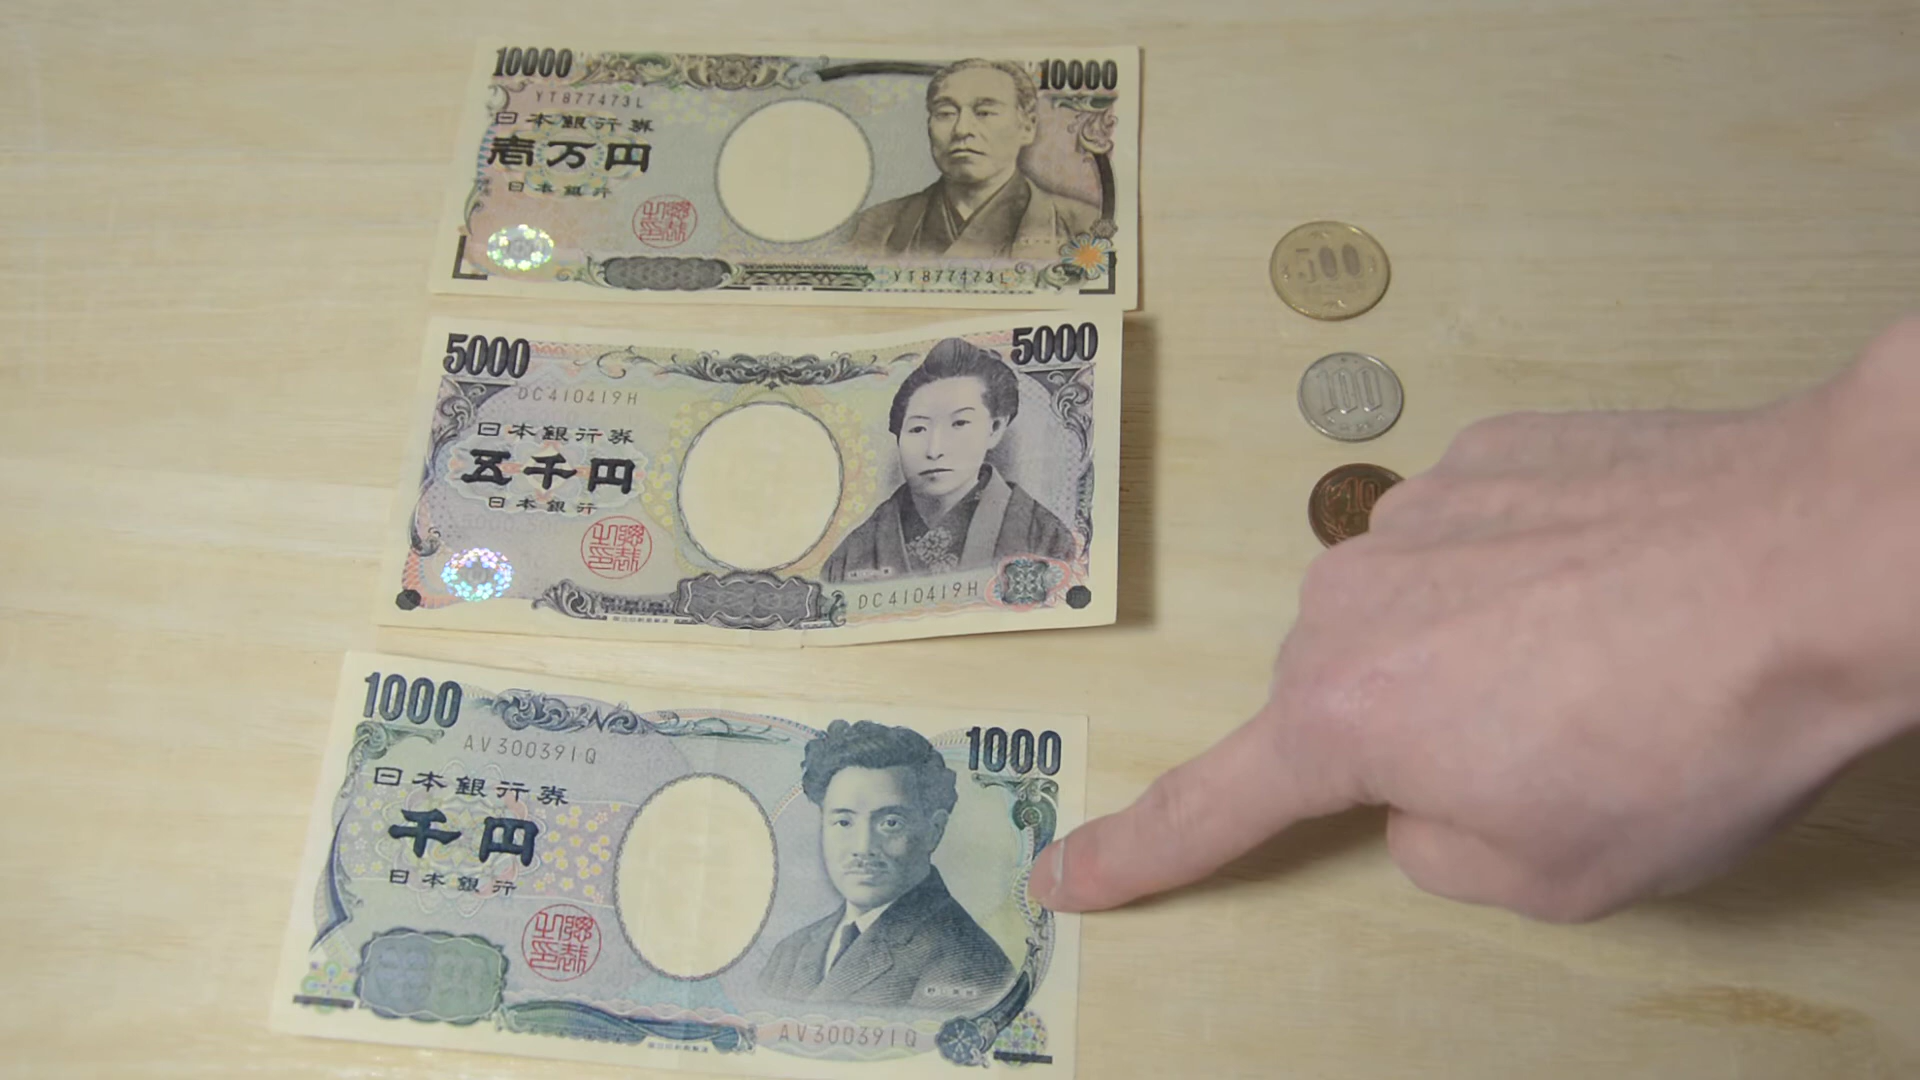 10000 10000
YT877473L
日本銀行券
壱万円
日本銀行
YT877473L
5000 5000
DC410419H
日本銀行券
五千円
日本銀行
DC410419H
1000 1000
AV300391Q
日本銀行券
千円
日本銀行
AV300391Q
500
100
10